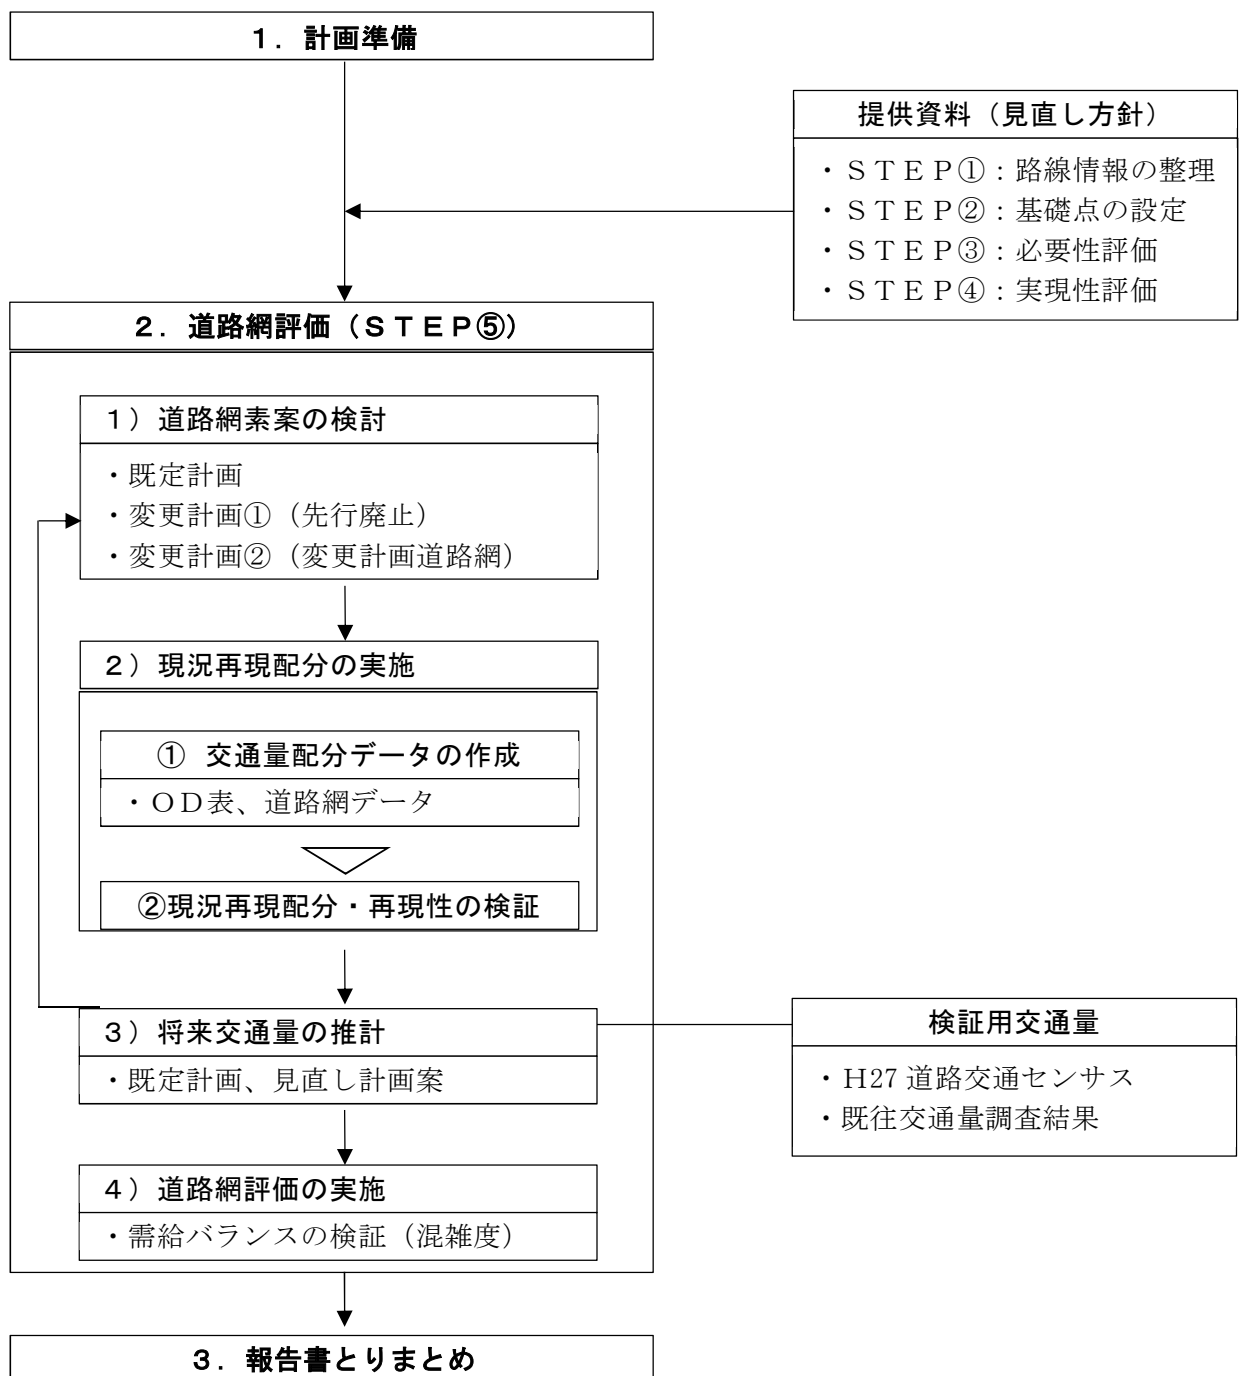 １．計画準備
提供資料（見直し方針）
・ＳＴＥＰ①：路線情報の整理
・ＳＴＥＰ②：基礎点の設定
・ＳＴＥＰ③：必要性評価
・ＳＴＥＰ④：実現性評価
２．道路網評価（ＳＴＥＰ⑤）
１）道路網素案の検討
・既定計画
・変更計画①（先行廃止）
・変更計画②（変更計画道路網）
２）現況再現配分の実施
① 交通量配分データの作成
・ＯＤ表、道路網データ
②現況再現配分・再現性の検証
３）将来交通量の推計
・既定計画、見直し計画案
検証用交通量
・H27 道路交通センサス
・既往交通量調査結果
４）道路網評価の実施
・需給バランスの検証（混雑度）
３．報告書とりまとめ